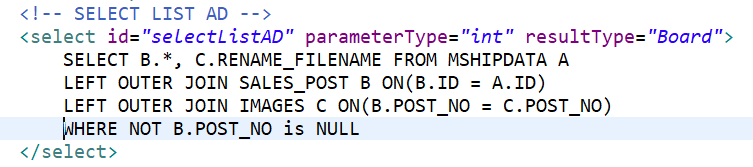 <!-- SELECT LIST AD -->
<select id="selectListAD" parameterType="int" resultType="Board">
SELECT B.*, C.RENAME_FILENAME FROM MSHIPDATA A
LEFT OUTER JOIN SALES_POST B ON(B.ID = A.ID)
LEFT OUTER JOIN IMAGES C ON(B.POST_NO = C.POST_NO)
WHERE NOT B.POST_NO is NULL
</select>